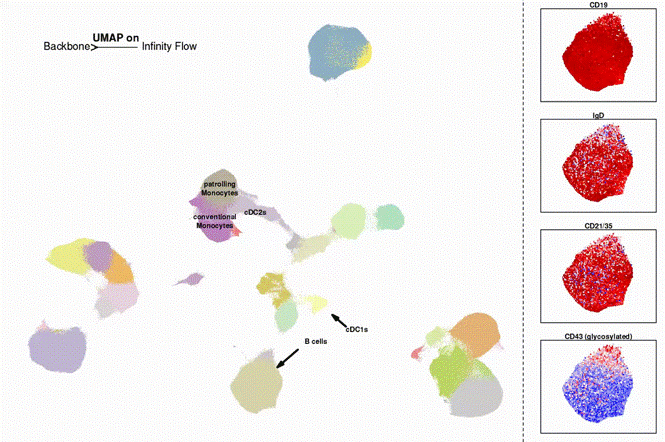 UMAP on
Backbone Infinity Flow
patrolling
Monocytes
cDC2s
conventional
Monocytes
cDC1s
B cells
CD19
IgD
CD21/35
CD43 (glycosylated)